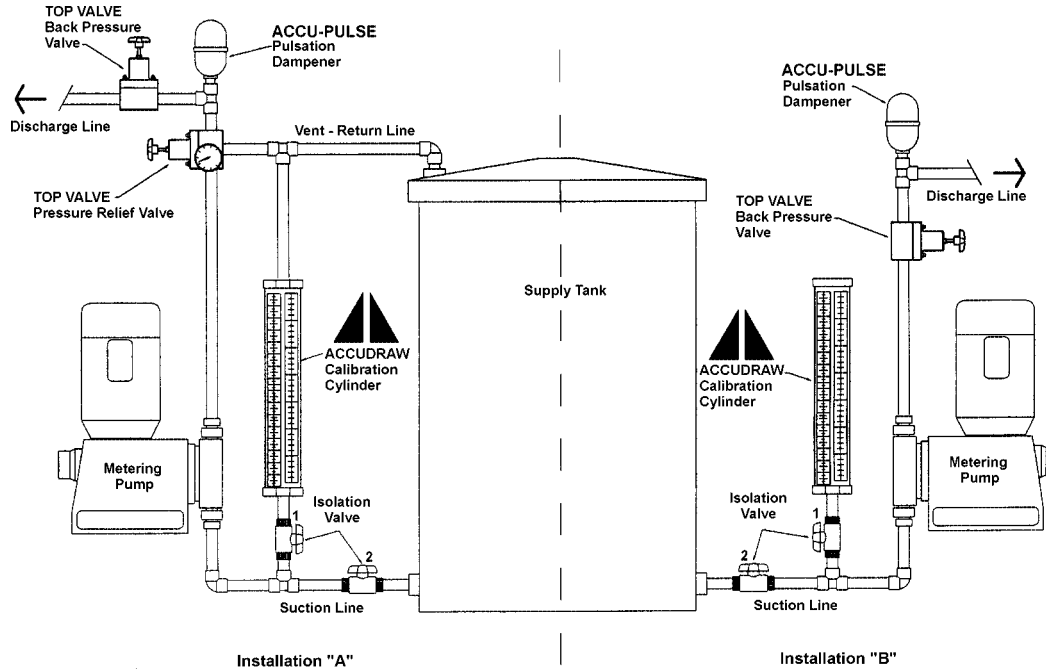 TOP VALVE
Back Pressure
Valve
ACCU-PULSE
Pulsation
Dampener
Discharge Line
Vent - Return Line
TOP VALVE
Pressure Relief Valve
ACCUDRAW
Calibration
Cylinder
Metering
Pump
Isolation
Valve
1
2
Suction Line
Installation "A"
Supply Tank
ACCU-PULSE
Pulsation
Dampener
Discharge Line
TOP VALVE
Back Pressure
Valve
ACCUDRAW
Calibration
Cylinder
Metering
Pump
Isolation
Valve
1
2
Suction Line
Installation "B"